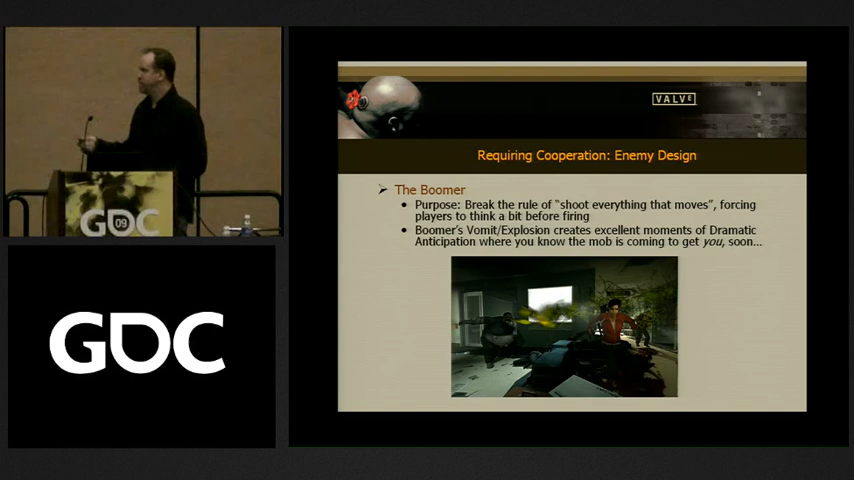 GDC
09
GDC
VALVE
Requiring Cooperation: Enemy Design
The Boomer
Purpose: Break the rule of “shoot everything that moves”, forcing
players to think a bit before firing
Boomer's Vomit/Explosion creates excellent moments of Dramatic
Anticipation where you know the mob is coming to get you, soon...